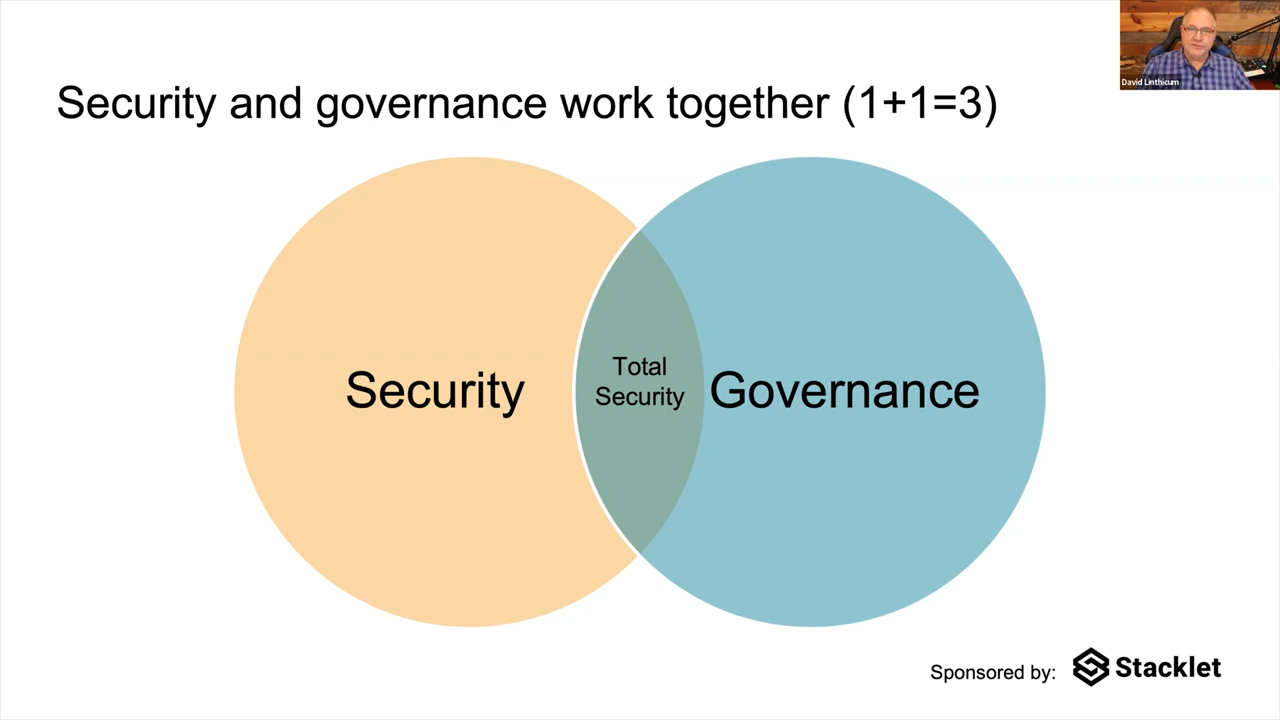 David Linthicum
Security and governance work together (1+1=3)
Security
Total
Security
Governance
Sponsored by:
Stacklet